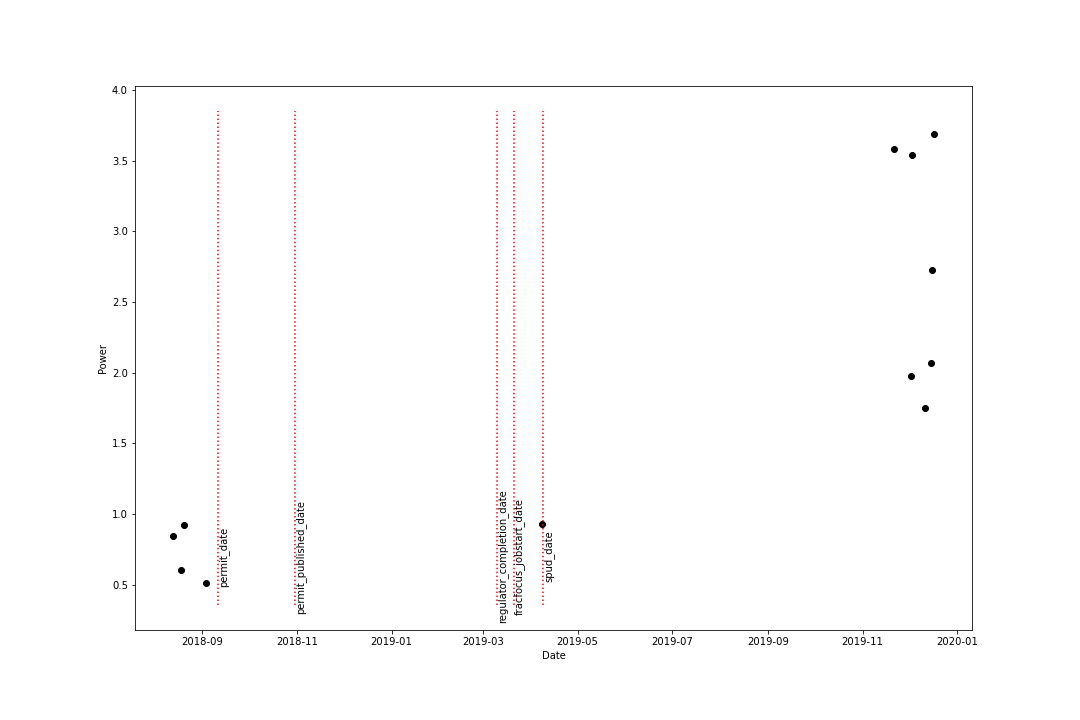 4.0
3.5
3.0
2.5
2.0
1.5
1.0
0.5
Power
permit_date
permit_published_date
regulator_completion_date
fracfocus_jobstart_date
spud_date
2018-09
2018-11
2019-01
2019-03
2019-05
2019-07
2019-09
2019-11
2020-01
Date